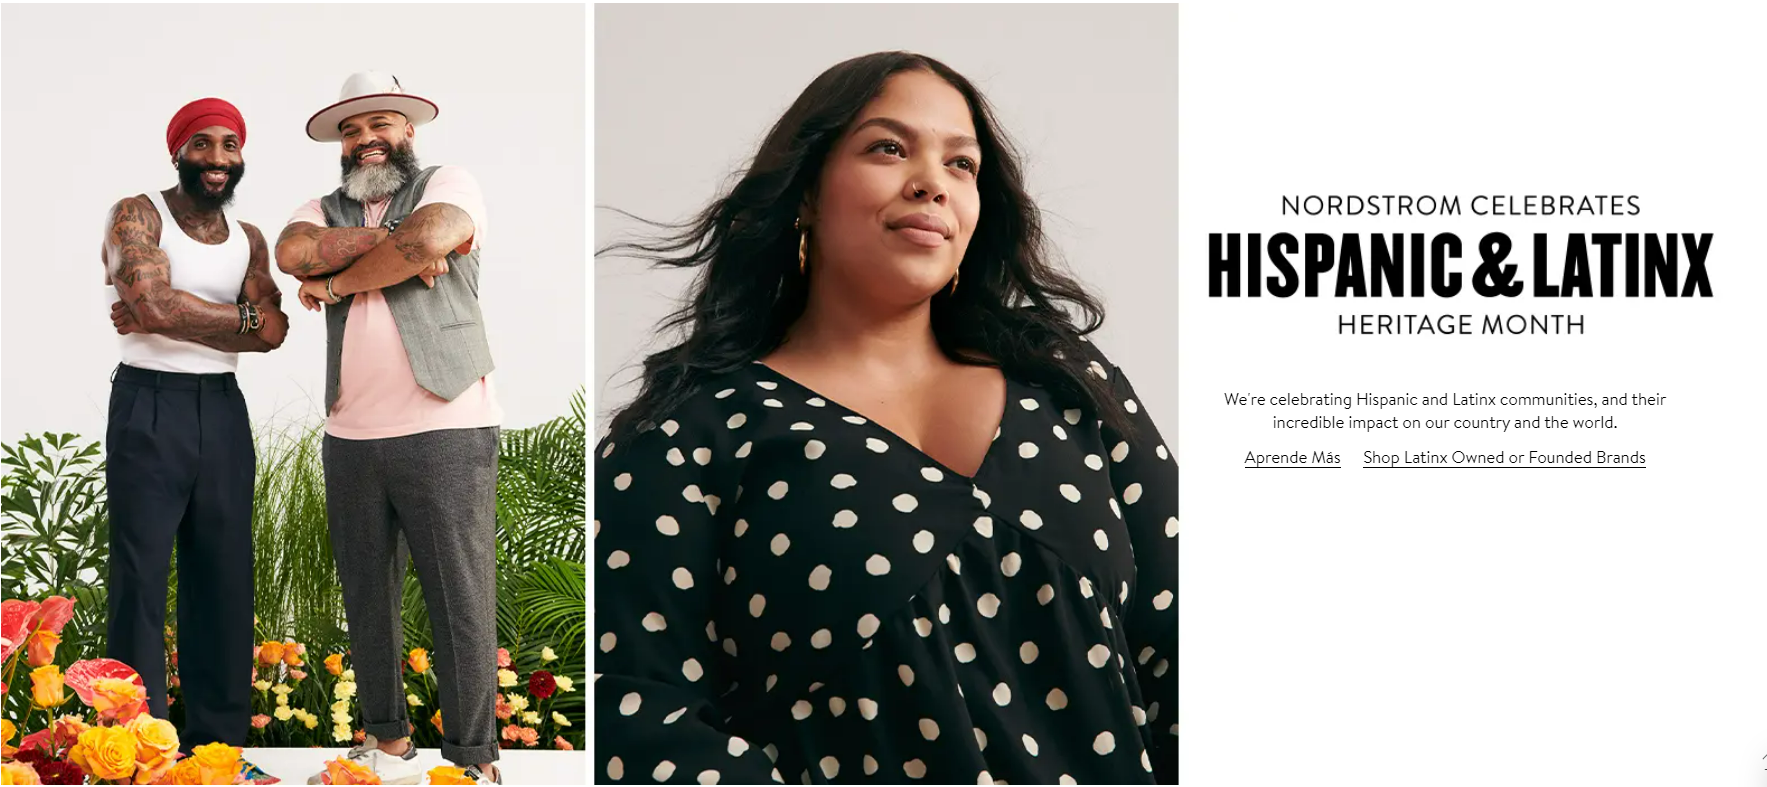 NORDSTROM CELEBRATES
HISPANIC & LATINX
HERITAGE MONTH
We're celebrating Hispanic and Latinx communities, and their
incredible impact on our country and the world.
Aprende Más Shop Latinx Owned or Founded Brands